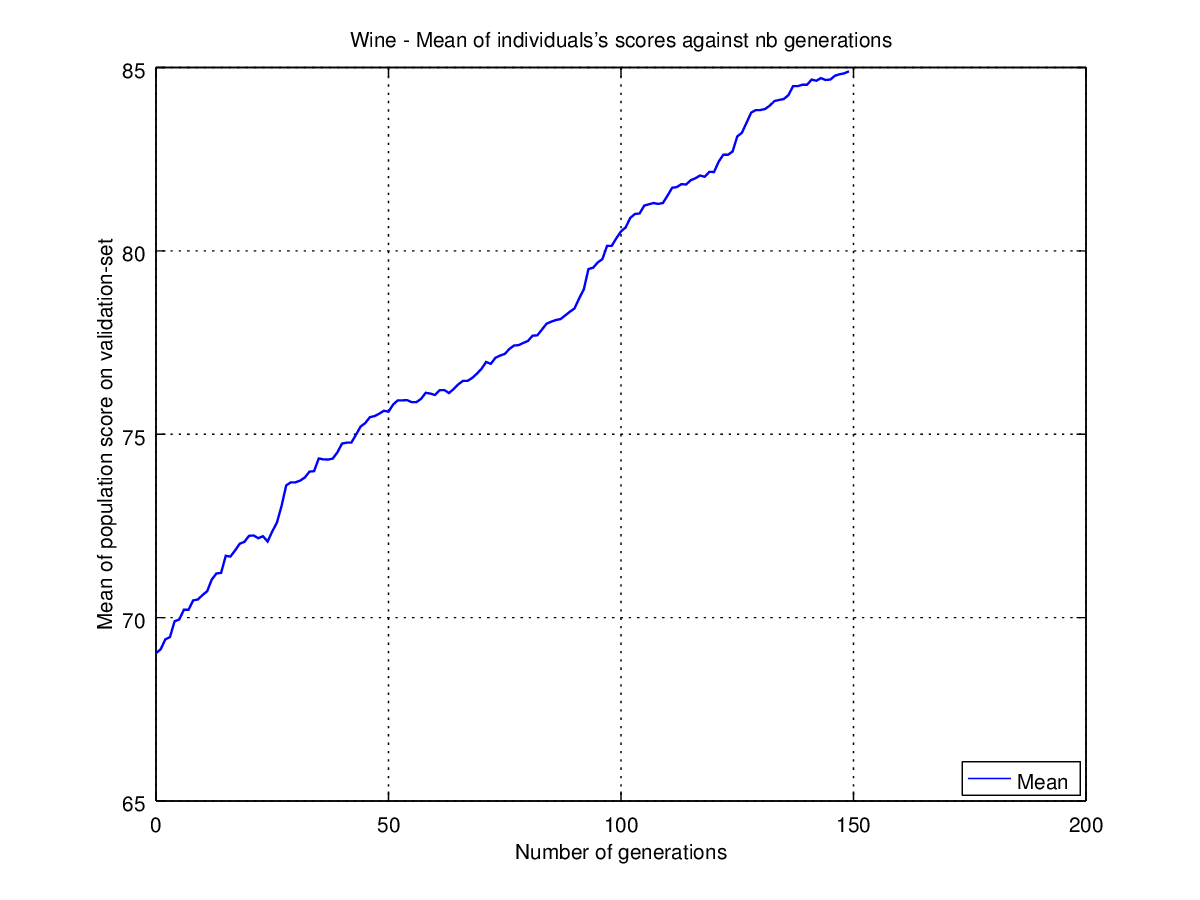 Wine - Mean of individuals's scores against nb generations
85
80
75
70
65
Mean of population score on validation-set
0 50 100 150 200
Number of generations
Mean